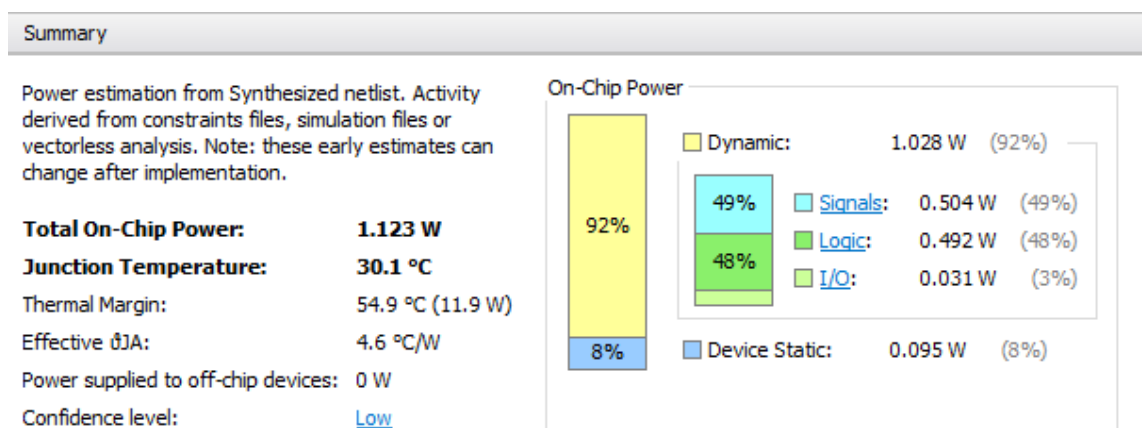 Summary
Power estimation from Synthesized netlist. Activity
derived from constraints files, simulation files or
vectorless analysis. Note: these early estimates can
change after implementation.
Total On-Chip Power: 1.123 W
Junction Temperature: 30.1 °C
Thermal Margin: 54.9 °C (11.9 W)
Effective ϑJA: 4.6 °C/W
Power supplied to off-chip devices: 0 W
Confidence level: Low
On-Chip Power
92%
8%
Dynamic: 1.028 W (92%)
49%
48%
Signals: 0.504 W (49%)
Logic: 0.492 W (48%)
I/O: 0.031 W (3%)
Device Static: 0.095 W (8%)